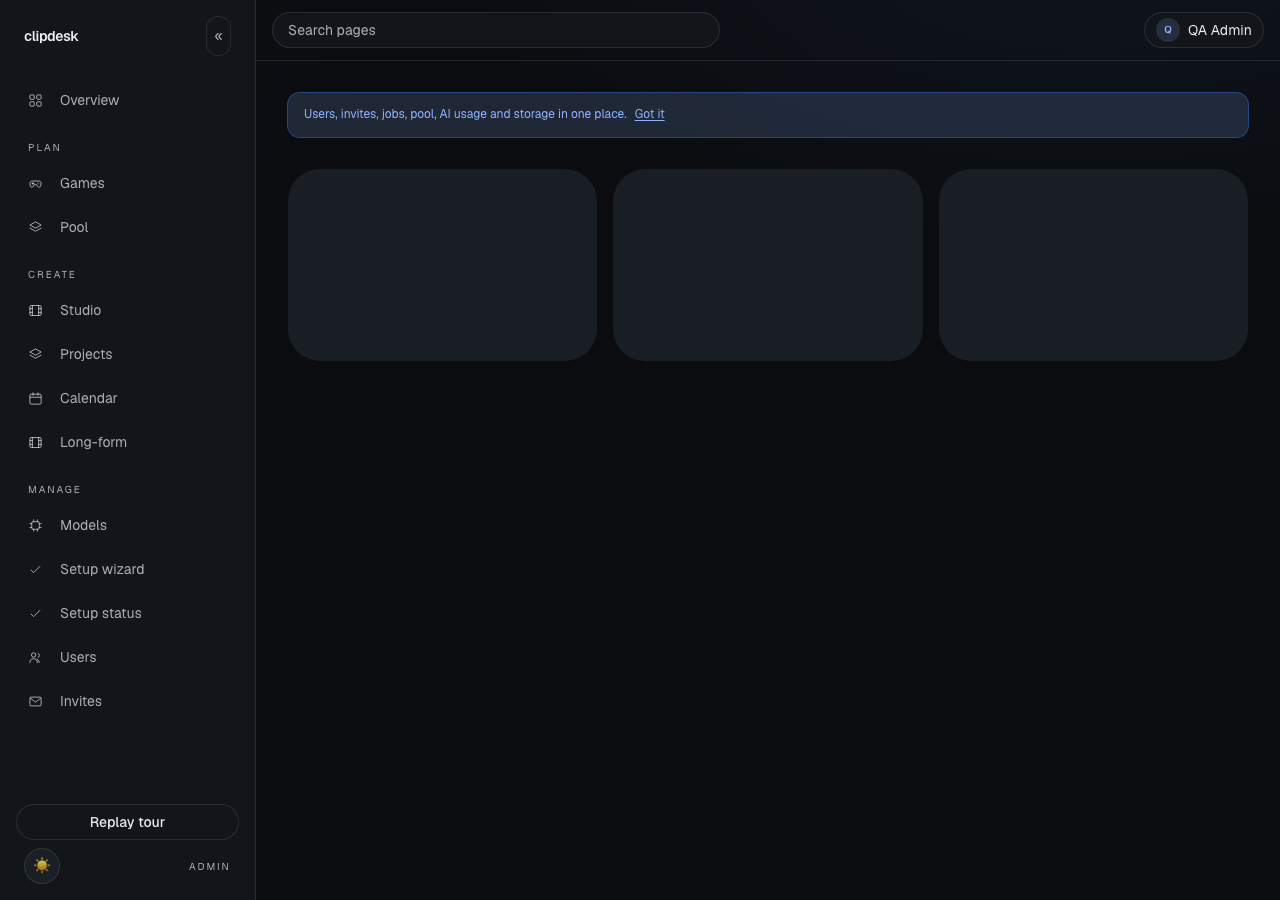 clipdesk
«
Search pages
Q
QA Admin
Users, invites, jobs, pool, AI usage and storage in one place. Got it
Overview
PLAN
Games
Pool
CREATE
Studio
Projects
Calendar
Long-form
MANAGE
Models
Setup wizard
Setup status
Users
Invites
Replay tour
ADMIN